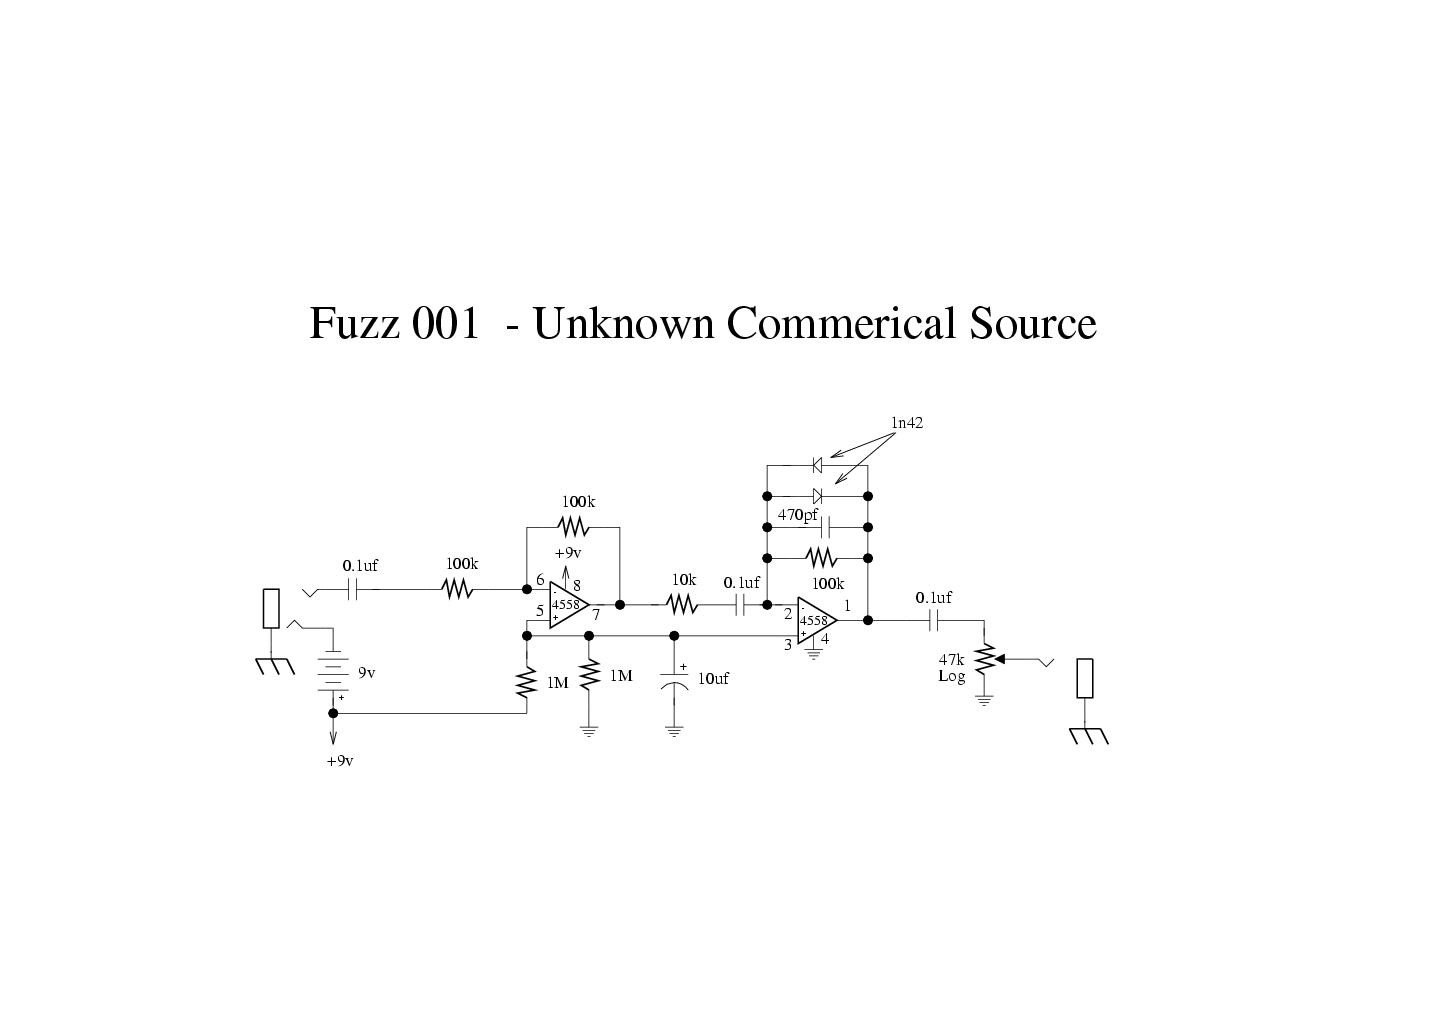 Fuzz 001 - Unknown Commerical Source
1n42
470pf
100k
+9v
0.1uf
100k
6
-
8
4558
5
+
7
10k
0.1uf
100k
2
-
1
4558
3
+
4
0.1uf
47k
Log
9v
+
1M
1M
+
10uf
+9v